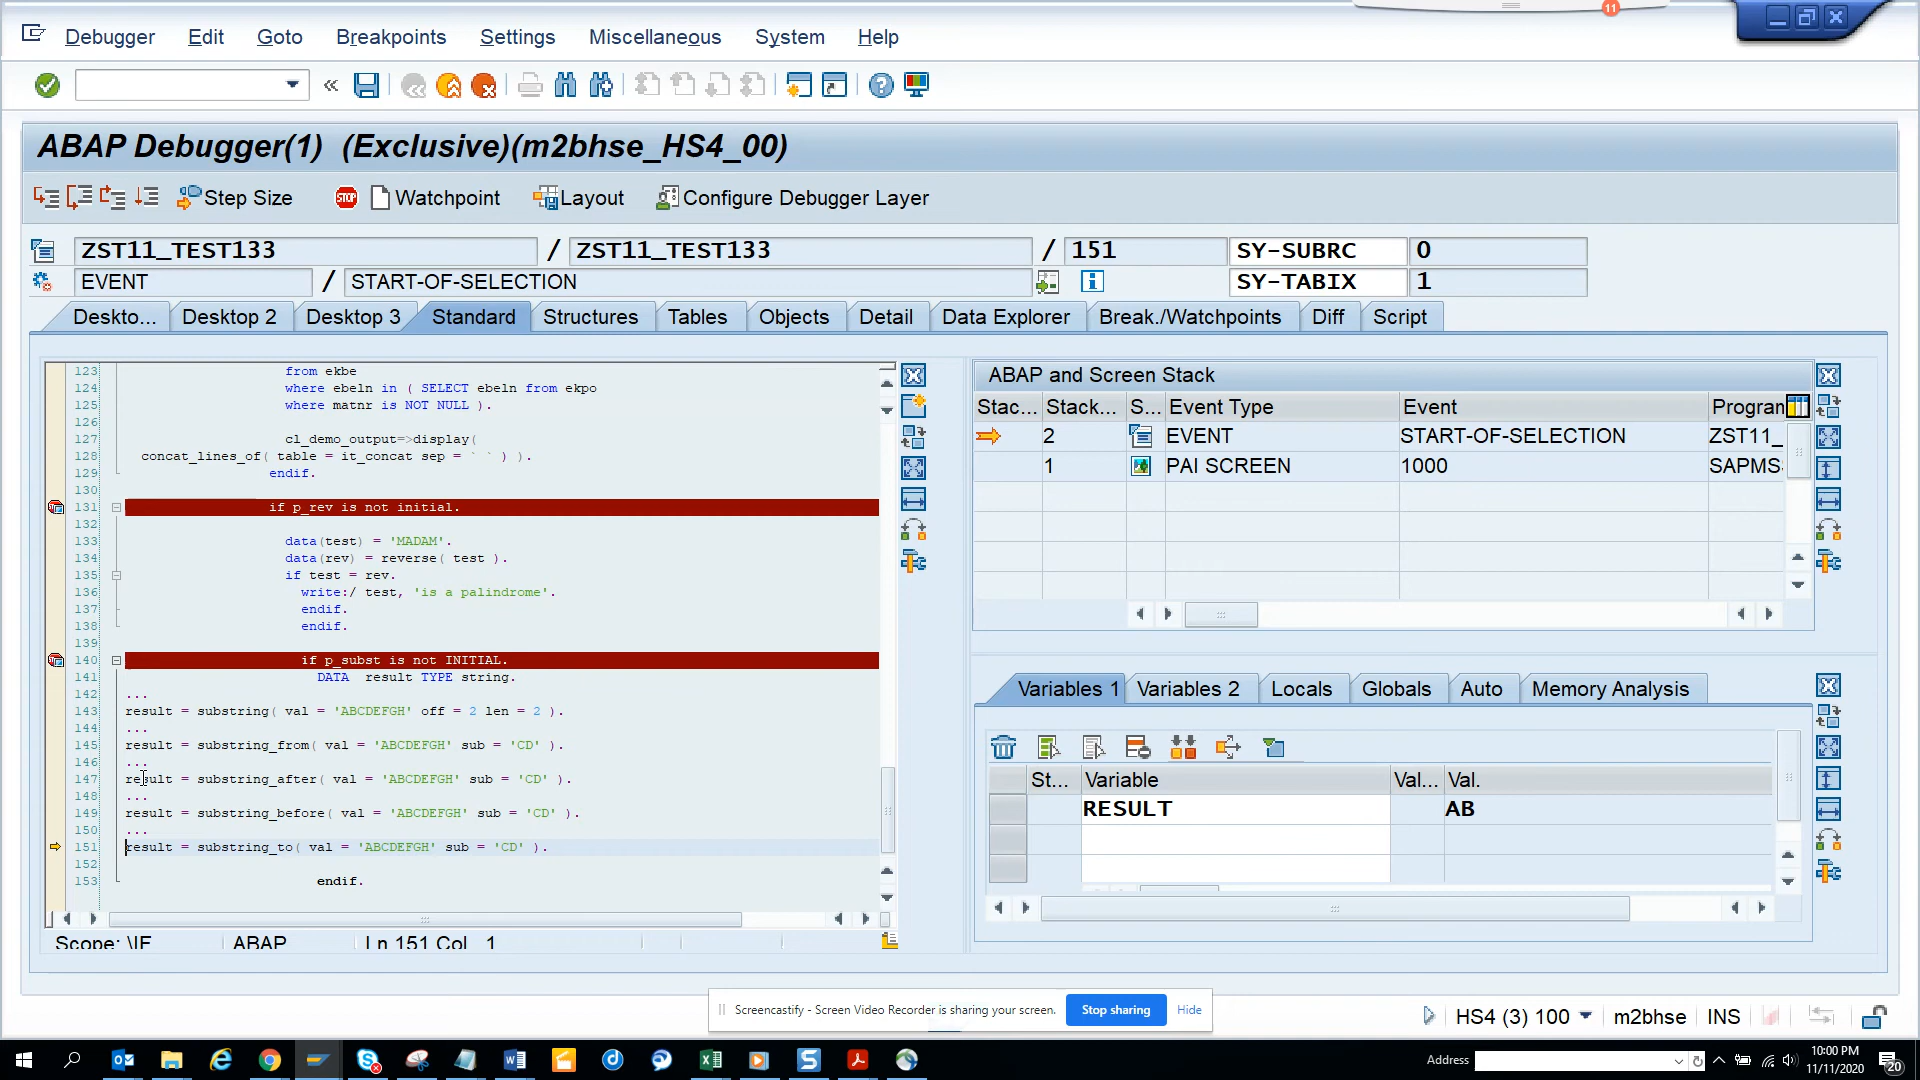 11
Debugger Edit Goto Breakpoints Settings Miscellaneous System Help
ABAP Debugger(1) (Exclusive)(m2bhse_HS4_00)
Step Size STOP Watchpoint Layout Configure Debugger Layer
ZST11_TEST133 / ZST11_TEST133 / 151 SY-SUBRC 0
EVENT / START-OF-SELECTION SY-TABIX 1
Deskto... Desktop 2 Desktop 3 Standard Structures Tables Objects Detail Data Explorer Break./Watchpoints Diff Script
123 from ekbe
124 where ebeln in ( SELECT ebeln from ekpo
125 where matnr is NOT NULL ).
126
127 cl_demo_output=>display(
128 concat_lines_of( table = it_concat sep = ` ` ) ).
129 endif.
130
131 if p_rev is not initial.
132
133 data(test) = 'MADAM'.
134 data(rev) = reverse( test ).
135 if test = rev.
136 write:/ test, 'is a palindrome'.
137 endif.
138 endif.
139
140 if p_subst is not INITIAL.
141 DATA result TYPE string.
142 ...
143 result = substring( val = 'ABCDEFGH' off = 2 len = 2 ).
144 ...
145 result = substring_from( val = 'ABCDEFGH' sub = 'CD' ).
146 ...
147 result = substring_after( val = 'ABCDEFGH' sub = 'CD' ).
148 ...
149 result = substring_before( val = 'ABCDEFGH' sub = 'CD' ).
150 ...
151 result = substring_to( val = 'ABCDEFGH' sub = 'CD' ).
152
153 endif.
Scope: \IF ABAP Ln 151 Col 1
ABAP and Screen Stack
Stac... Stack... S... Event Type Event Program
2 EVENT START-OF-SELECTION ZST11_
1 PAI SCREEN 1000 SAPMS
Variables 1 Variables 2 Locals Globals Auto Memory Analysis
St... Variable Val... Val.
RESULT AB
Screencastify - Screen Video Recorder is sharing your screen. Stop sharing Hide
HS4 (3) 100 m2bhse INS
Address
10:00 PM
11/11/2020
20